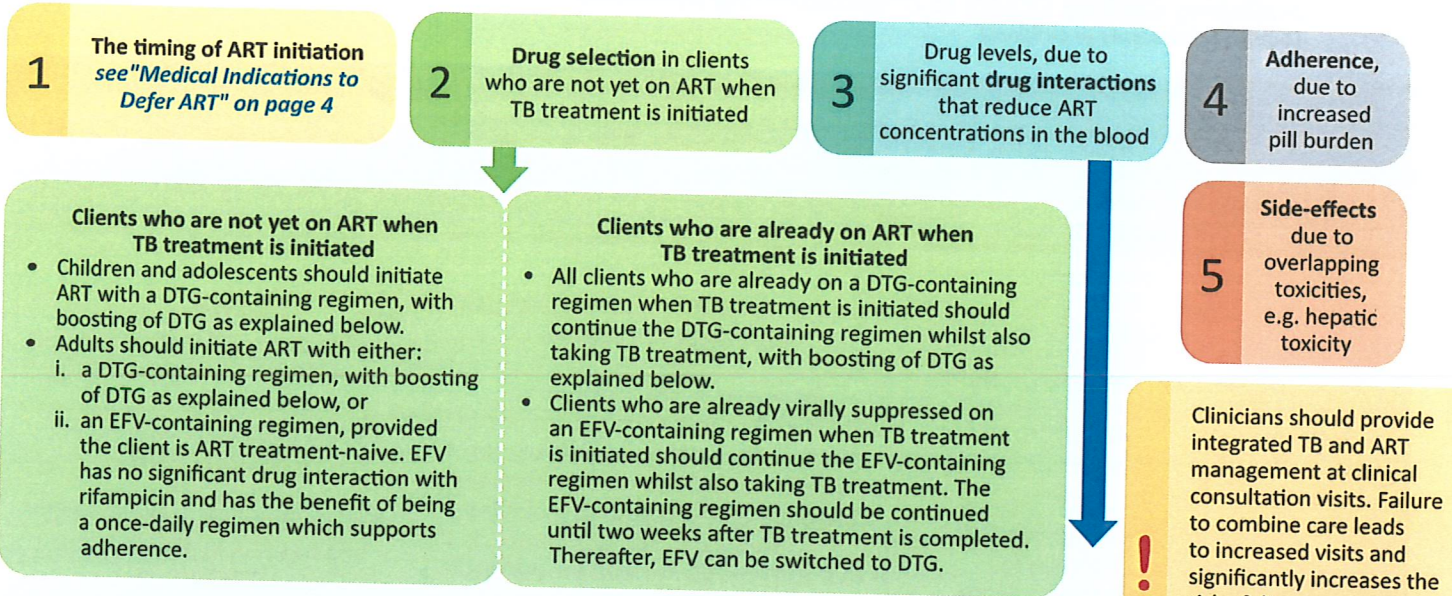 1
The timing of ART initiation
see"Medical Indications to
Defer ART" on page 4
2
Drug selection in clients
who are not yet on ART when
TB treatment is initiated
3
Drug levels, due to
significant drug interactions
that reduce ART
concentrations in the blood
4
Adherence,
due to
increased
pill burden
5
Side-effects
due to
overlapping
toxicities,
e.g. hepatic
toxicity
Clients who are not yet on ART when
TB treatment is initiated
• Children and adolescents should initiate
ART with a DTG-containing regimen, with
boosting of DTG as explained below.
• Adults should initiate ART with either:
i. a DTG-containing regimen, with boosting
of DTG as explained below, or
ii. an EFV-containing regimen, provided
the client is ART treatment-naive. EFV
has no significant drug interaction with
rifampicin and has the benefit of being
a once-daily regimen which supports
adherence.
Clients who are already on ART when
TB treatment is initiated
• All clients who are already on a DTG-containing
regimen when TB treatment is initiated should
continue the DTG-containing regimen whilst also
taking TB treatment, with boosting of DTG as
explained below.
• Clients who are already virally suppressed on
an EFV-containing regimen when TB treatment
is initiated should continue the EFV-containing
regimen whilst also taking TB treatment. The
EFV-containing regimen should be continued
until two weeks after TB treatment is completed.
Thereafter, EFV can be switched to DTG.
!
Clinicians should provide
integrated TB and ART
management at clinical
consultation visits. Failure
to combine care leads
to increased visits and
significantly increases the